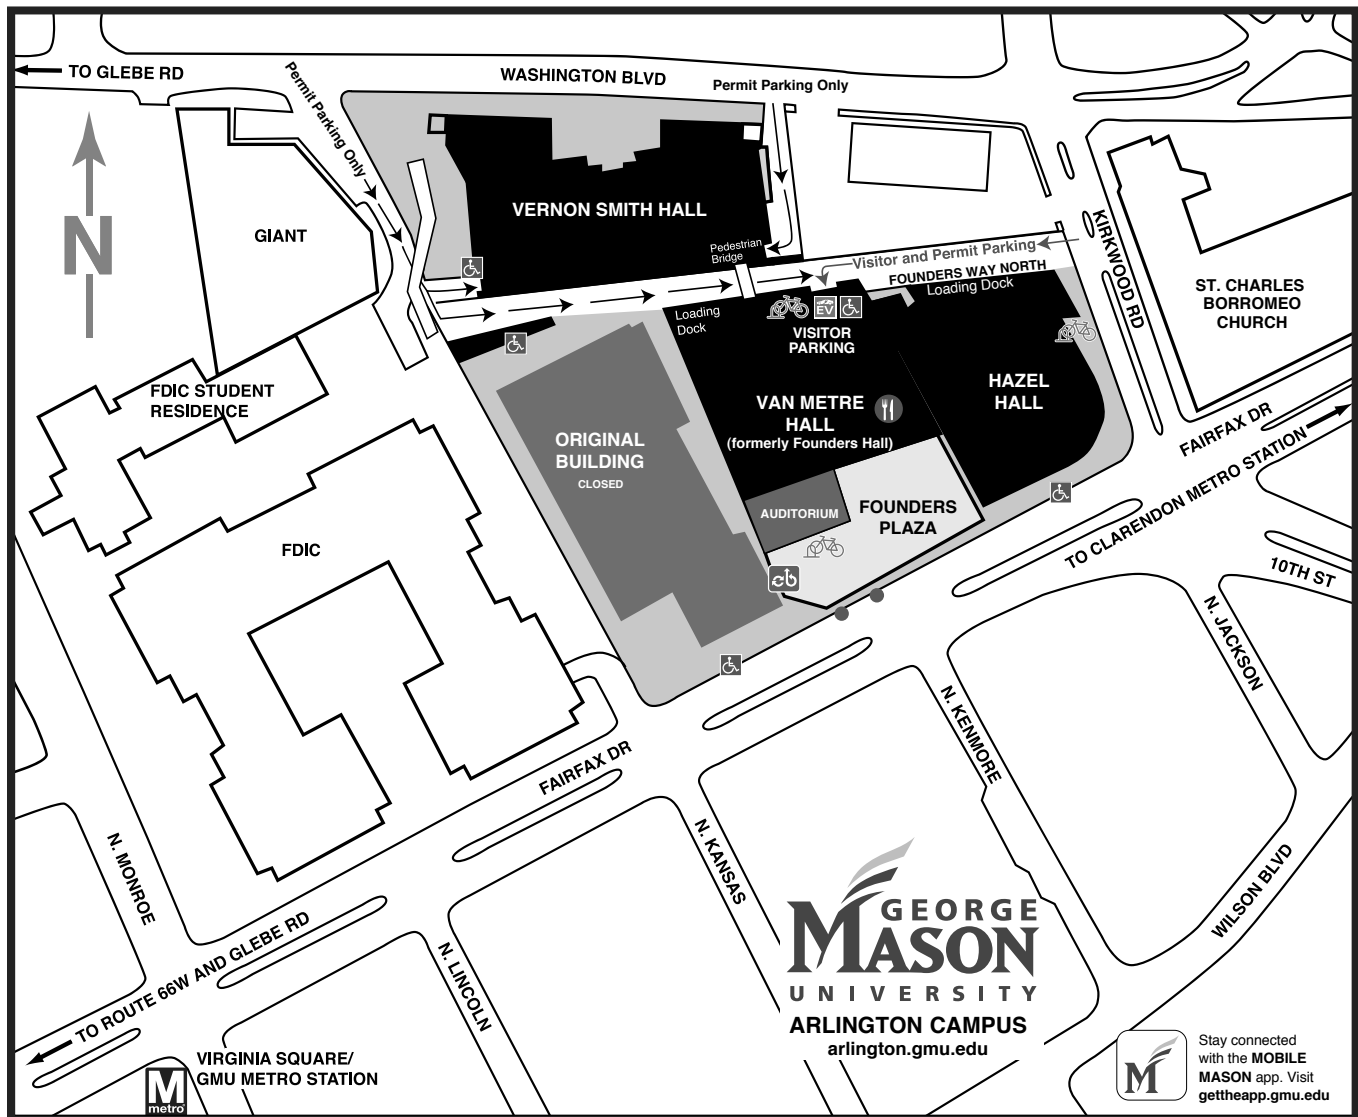 TO GLEBE RD
WASHINGTON BLVD
Permit Parking Only
Permit Parking Only
N
VERNON SMITH HALL
GIANT
Pedestrian
Bridge
Visitor and Permit Parking
FOUNDERS WAY NORTH
Loading Dock
KIRKWOOD RD
ST. CHARLES
BORROMEO
CHURCH
Loading
Dock
EV
VISITOR
PARKING
FDIC STUDENT
RESIDENCE
HAZEL
HALL
VAN METRE
HALL
(formerly Founders Hall)
ORIGINAL
BUILDING
CLOSED
FAIRFAX DR
TO CLARENDON METRO STATION
AUDITORIUM
FOUNDERS
PLAZA
FDIC
cb
10TH ST
N. JACKSON
N. KENMORE
FAIRFAX DR
N. KANSAS
N. MONROE
WILSON BLVD
N. LINCOLN
TO ROUTE 66W AND GLEBE RD
GEORGE
MASON
UNIVERSITY
ARLINGTON CAMPUS
arlington.gmu.edu
M
metro
VIRGINIA SQUARE/
GMU METRO STATION
M
Stay connected
with the MOBILE
MASON app. Visit
gettheapp.gmu.edu